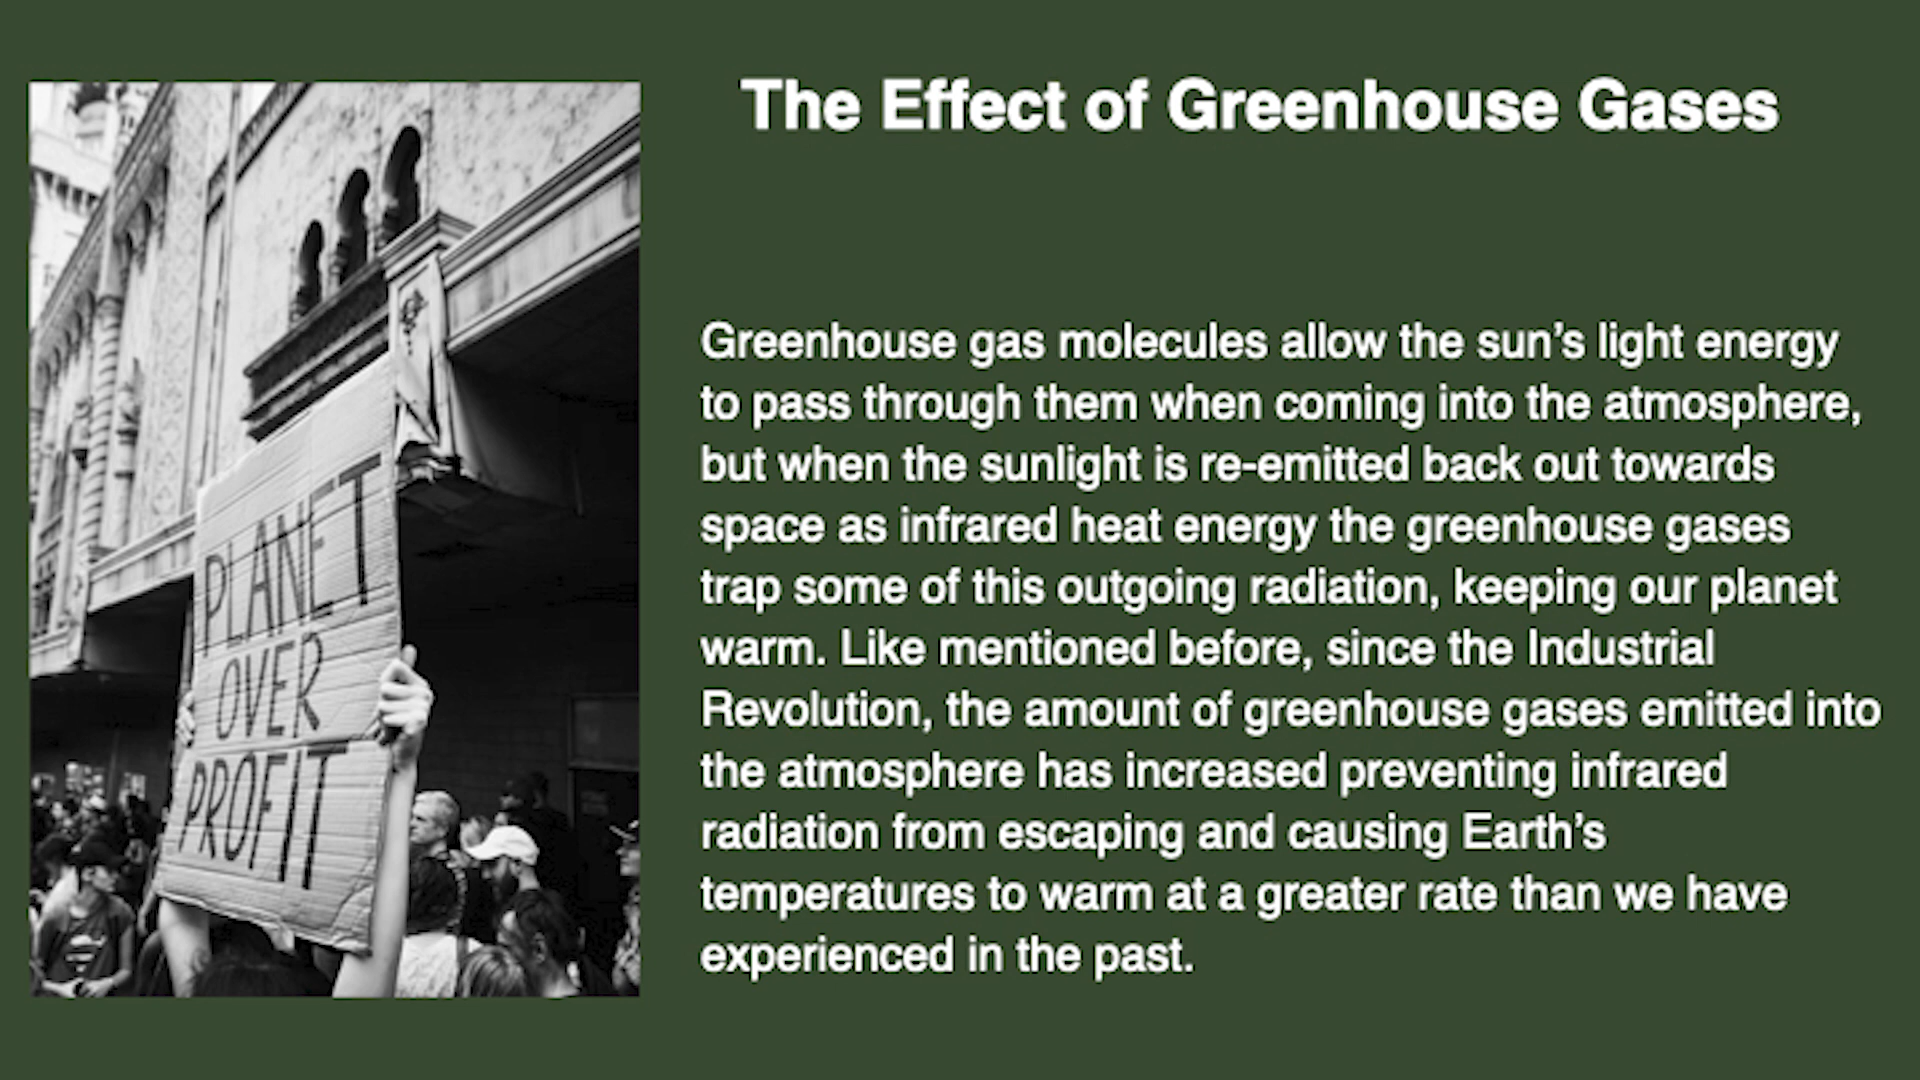 The Effect of Greenhouse Gases
PLANET
OVER
PROFIT
Greenhouse gas molecules allow the sun’s light energy
to pass through them when coming into the atmosphere,
but when the sunlight is re-emitted back out towards
space as infrared heat energy the greenhouse gases
trap some of this outgoing radiation, keeping our planet
warm. Like mentioned before, since the Industrial
Revolution, the amount of greenhouse gases emitted into
the atmosphere has increased preventing infrared
radiation from escaping and causing Earth’s
temperatures to warm at a greater rate than we have
experienced in the past.